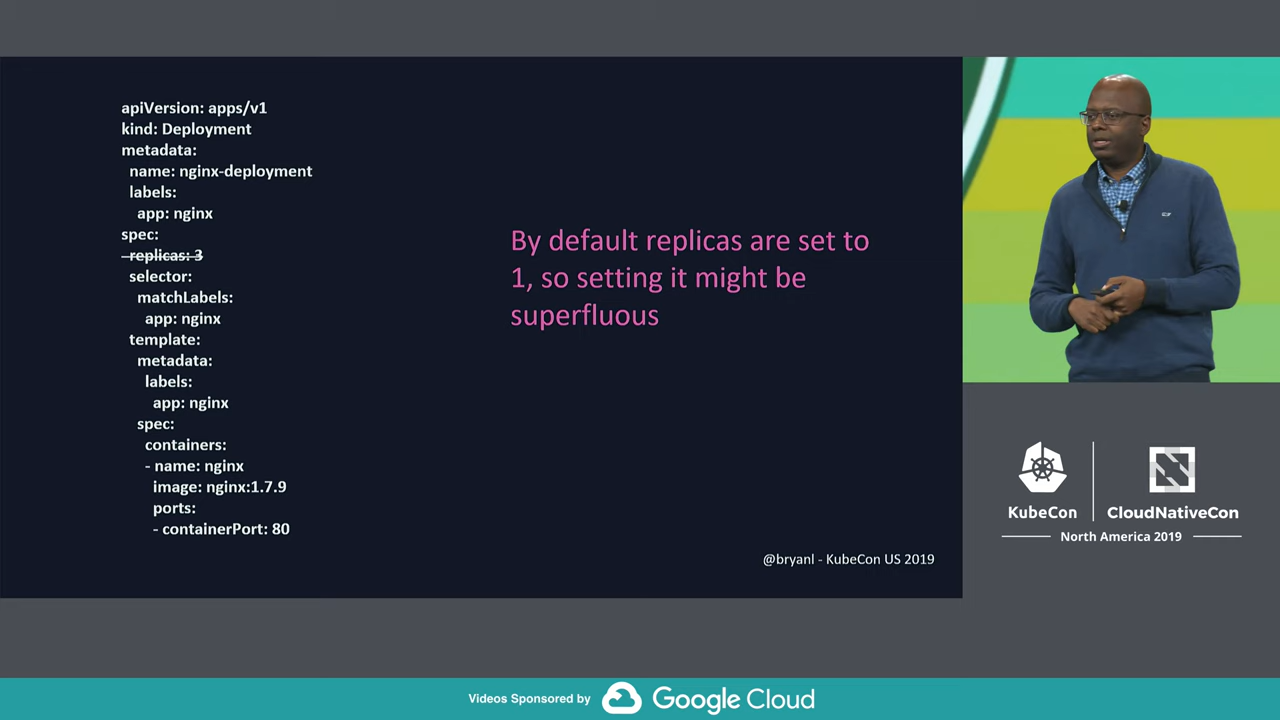 apiVersion: apps/v1
kind: Deployment
metadata:
name: nginx-deployment
labels:
app: nginx
spec:
replicas: 3
selector:
matchLabels:
app: nginx
template:
metadata:
labels:
app: nginx
spec:
containers:
- name: nginx
image: nginx:1.7.9
ports:
- containerPort: 80
By default replicas are set to
1, so setting it might be
superfluous
@bryanl - KubeCon US 2019
KubeCon
CloudNativeCon
North America 2019
Videos Sponsored by
Google Cloud